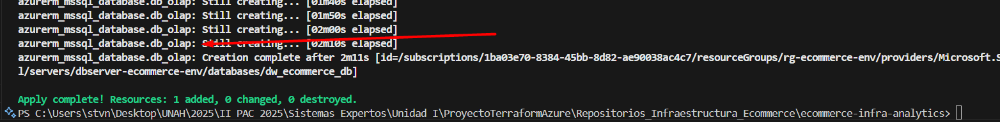 azurerm_mssql_database.db_olap: Still creating... [01m40s elapsed]
azurerm_mssql_database.db_olap: Still creating... [01m50s elapsed]
azurerm_mssql_database.db_olap: Still creating... [02m00s elapsed]
azurerm_mssql_database.db_olap: Still creating... [02m10s elapsed]
azurerm_mssql_database.db_olap: Creation complete after 2m11s [id=/subscriptions/1ba03e70-8384-45bb-8d82-ae90038ac4c7/resourceGroups/rg-ecommerce-env/providers/Microsoft.S
l/servers/dbserver-ecommerce-env/databases/dw_ecommerce_db]
Apply complete! Resources: 1 added, 0 changed, 0 destroyed.
PS C:\Users\stvn\Desktop\UNAH\2025\II PAC 2025\Sistemas Expertos\Unidad I\ProyectoTerraformAzure\Repositorios_Infraestructura_Ecommerce\ecommerce-infra-analytics>